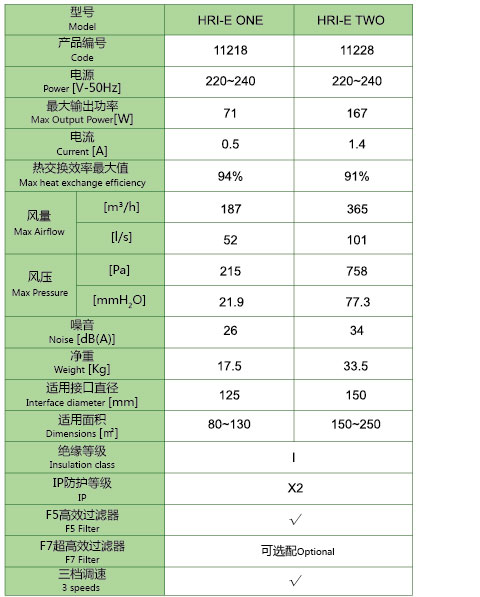 型号 HRI-E ONE HRI-E TWO
Model
产品编号 11218 11228
Code
电源 220~240 220~240
Power [V-50Hz]
最大输出功率 71 167
Max Output Power[W]
电流 0.5 1.4
Current [A]
热交换效率最大值 94% 91%
Max heat exchange efficiency
风量 [m³/h] 187 365
Max Airflow [l/s] 52 101
风压 [Pa] 215 758
Max Pressure [mmH₂O] 21.9 77.3
噪音 26 34
Noise [dB(A)]
净重 17.5 33.5
Weight [Kg]
适用接口直径 125 150
Interface diameter [mm]
适用面积 80~130 150~250
Dimensions [㎡]
绝缘等级 I
Insulation class
IP防护等级 X2
IP
F5高效过滤器 √
F5 Filter
F7超高效过滤器 可选配Optional
F7 Filter
三档调速 √
3 speeds